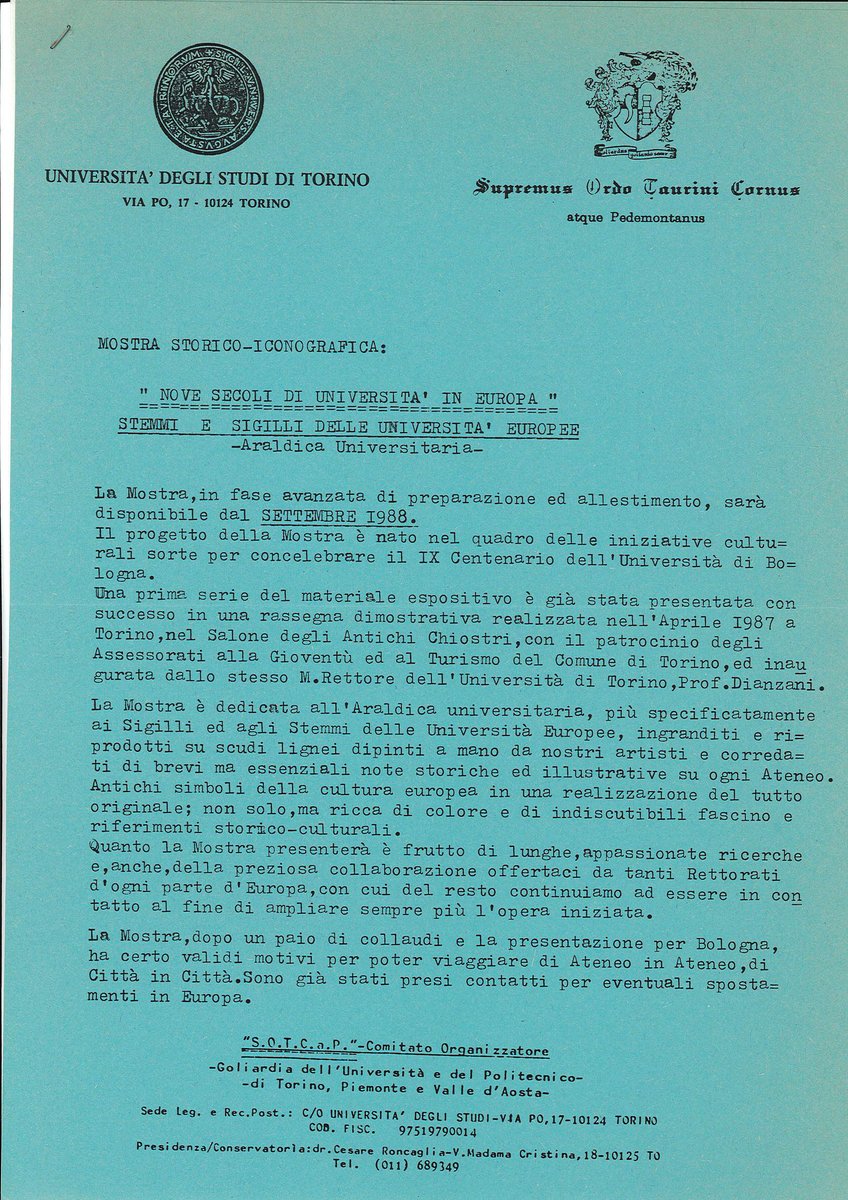 SIGILLVM VNIVERS AVGVSTAE TAVRINORVM
UNIVERSITA' DEGLI STUDI DI TORINO
VIA PO, 17 - 10124 TORINO
Supremus Ordo Taurini Cornus
atque Pedemontanus
MOSTRA STORICO-ICONOGRAFICA:
" NOVE SECOLI DI UNIVERSITA' IN EUROPA "
STEMMI E SIGILLI DELLE UNIVERSITA' EUROPEE
-Araldica Universitaria-
La Mostra,in fase avanzata di preparazione ed allestimento, sarà
disponibile dal SETTEMBRE I988.
Il progetto della Mostra è nato nel quadro delle iniziative cultu=
rali sorte per concelebrare il IX Centenario dell'Università di Bo=
logna.
Una prima serie del materiale espositivo è già stata presentata con
successo in una rassegna dimostrativa realizzata nell'Aprile I987 a
Torino,nel Salone degli Antichi Chiostri,con il patrocinio degli
Assessorati alla Gioventù ed al Turismo del Comune di Torino,ed inau
gurata dallo stesso M.Rettore dell'Università di Torino,Prof.Dianzani.
La Mostra è dedicata all'Araldica universitaria, più specificatamente
ai Sigilli ed agli Stemmi delle Università Europee, ingranditi e ri=
prodotti su scudi lignei dipinti a mano da nostri artisti e correda=
ti di brevi ma essenziali note storiche ed illustrative su ogni Ateneo.
Antichi simboli della cultura europea in una realizzazione del tutto
originale; non solo,ma ricca di colore e di indiscutibili fascino e
riferimenti storico-culturali.
Quanto la Mostra presenterà è frutto di lunghe,appassionate ricerche
e,anche,della preziosa collaborazione offertaci da tanti Rettorati
d'ogni parte d'Europa,con cui del resto continuiamo ad essere in con
tatto al fine di ampliare sempre più l'opera iniziata.
La Mostra,dopo un paio di collaudi e la presentazione per Bologna,
ha certo validi motivi per poter viaggiare di Ateneo in Ateneo,di
Città in Città.Sono già stati presi contatti per eventuali sposta=
menti in Europa.
"S.O.T.C.a.P."-Comitato Organizzatore
-Goliardia dell'Università e del Politecnico-
-di Torino, Piemonte e Valle d'Aosta-
Sede Leg. e Rec.Post.: C/O UNIVERSITA' DEGLI STUDI-VIA PO,17-10124 TORINO
COD. FISC. 97519790014
Presidenza/Conservatoria:dr.Cesare Roncaglia-V.Madama Cristina,18-10125 TO
Tel. (011) 689349